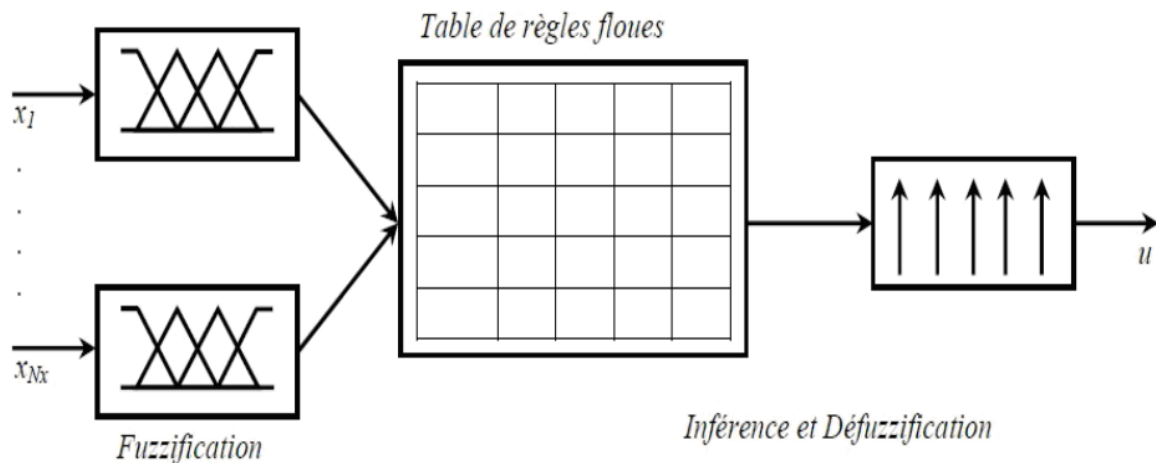 Table de règles floues
x1
.
.
.
.
xNx
u
Fuzzification
Inférence et Défuzzification